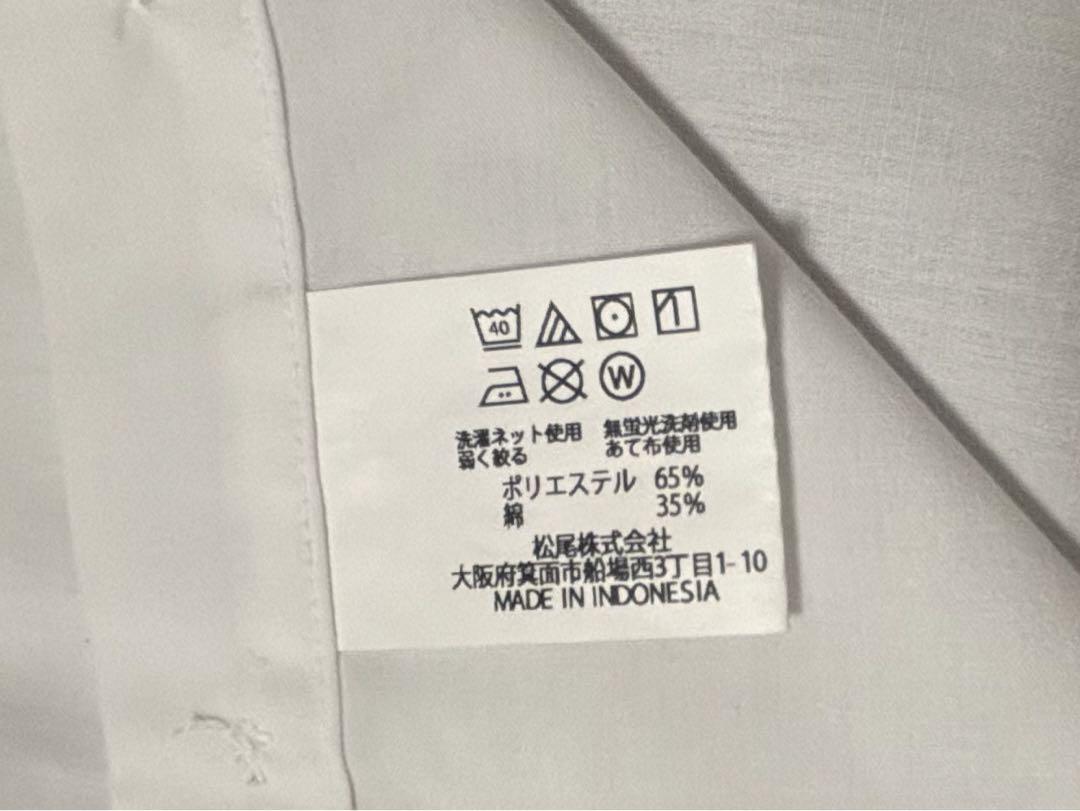 40
W
洗濯ネット使用 無蛍光洗剤使用
弱く絞る あて布使用
ポリエステル 65%
綿 35%
松尾株式会社
大阪府箕面市船場西3丁目1-10
MADE IN INDONESIA